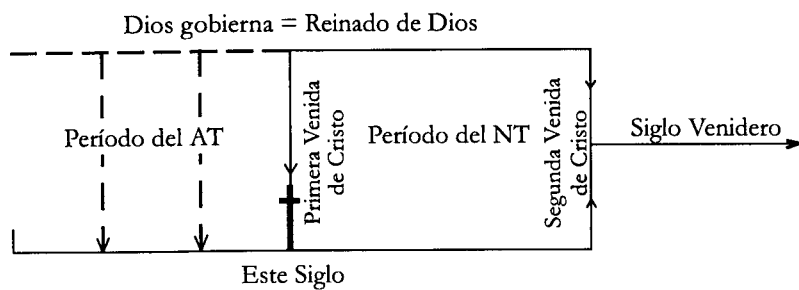 Dios gobierna = Reinado de Dios
Período del AT
Primera Venida
de Cristo
Período del NT
Segunda Venida
de Cristo
Siglo Venidero
Este Siglo